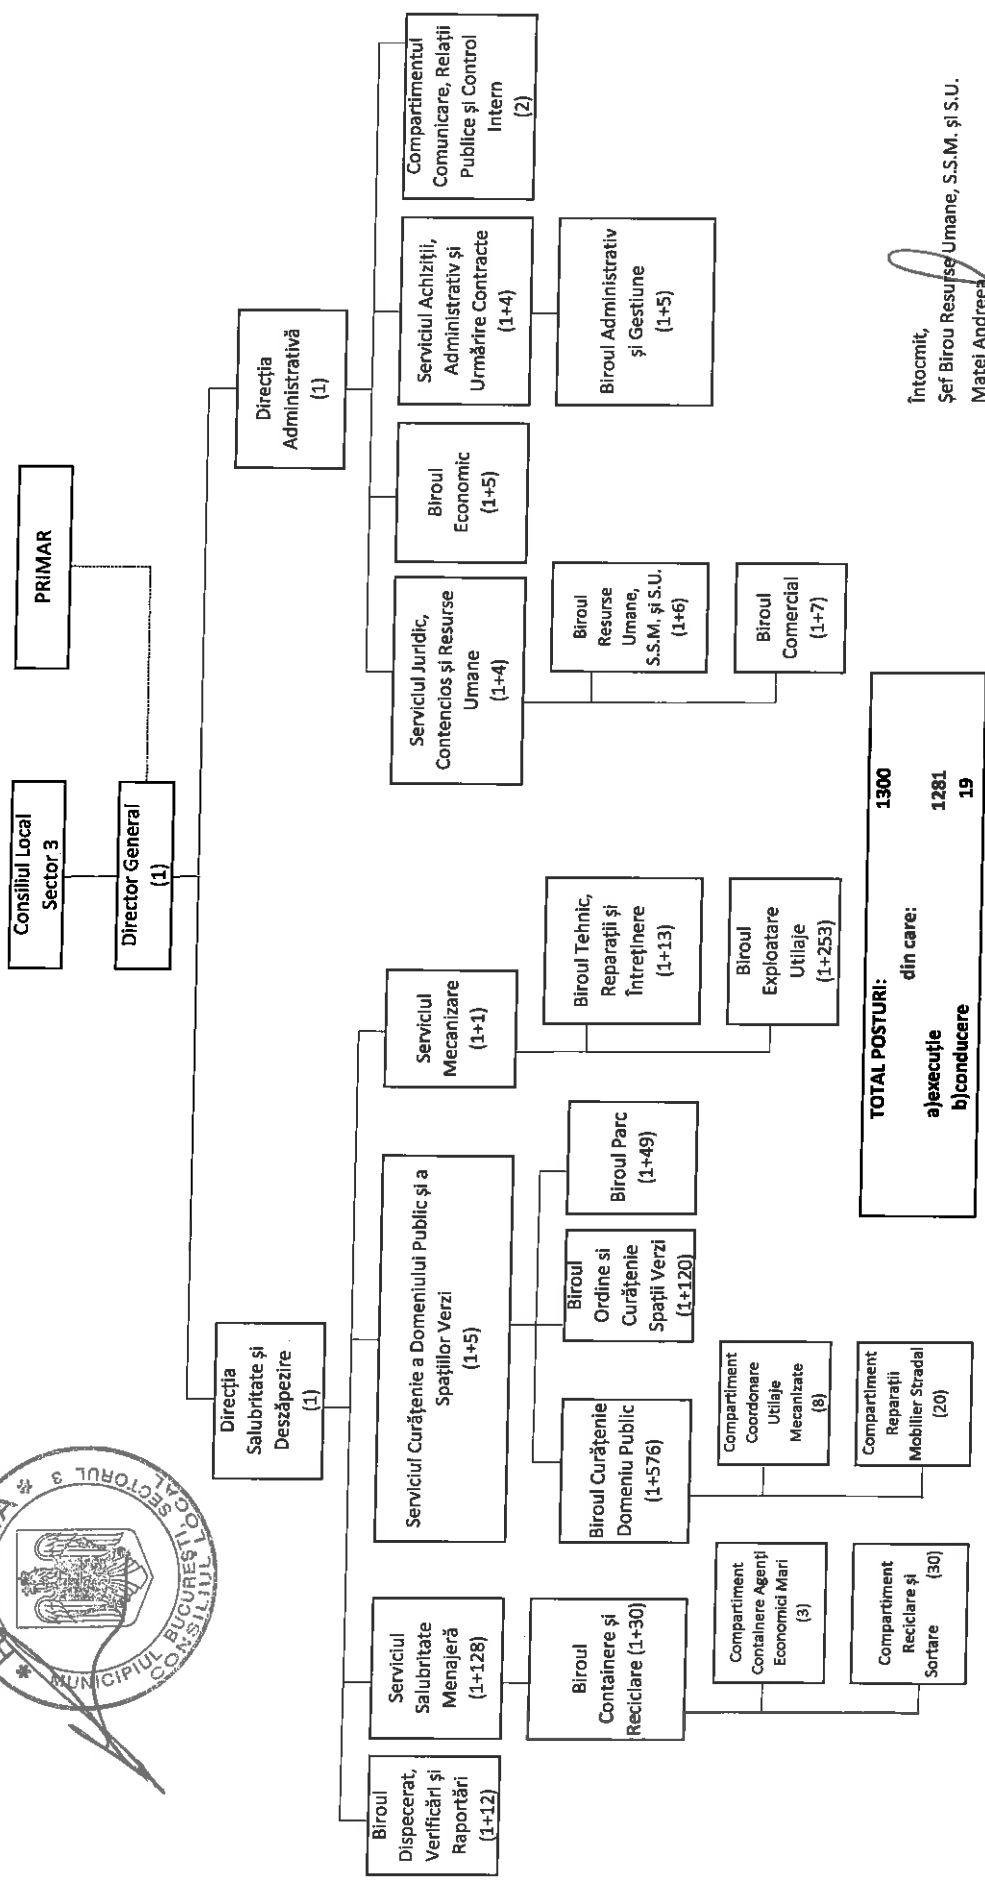 Consiliul Local
Sector 3
PRIMAR
Director General
(1)
Direcția
Salubritate și
Deszăpezire
(1)
Direcția
Administrativă
(1)
Biroul
Dispecerat,
Verificări și
Raportări
(1+12)
Serviciul
Salubritate
Menajeră
(1+128)
Serviciul Curățenie a Domeniului Public și a
Spațiilor Verzi
(1+5)
Serviciul
Mecanizare
(1+1)
Serviciul Juridic,
Contencios și Resurse
Umane
(1+4)
Biroul
Economic
(1+5)
Serviciul Achiziții,
Administrativ și
Urmărire Contracte
(1+4)
Compartimentul
Comunicare, Relații
Publice și Control
Intern
(2)
Biroul
Containere și
Reciclare (1+30)
Biroul Curățenie
Domeniu Public
(1+576)
Biroul
Ordine si
Curățenie
Spații Verzi
(1+120)
Biroul Parc
(1+49)
Biroul Tehnic,
Reparații și
Întreținere
(1+13)
Biroul
Resurse
Umane,
S.S.M. și S.U.
(1+6)
Biroul Administrativ
și Gestiune
(1+5)
Compartiment
Containere Agenți
Economici Mari
(3)
Compartiment
Coordonare
Utilaje
Mecanizate
(8)
Biroul
Exploatare
Utilaje
(1+253)
Biroul
Comercial
(1+7)
Compartiment
Reciclare și
Sortare (30)
Compartiment
Reparații
Mobilier Stradal
(20)
TOTAL POSTURI: 1300
din care:
a)execuție 1281
b)conducere 19
Întocmit,
Șef Birou Resurse Umane, S.S.M. și S.U.
Matei Andreea
MUNICIPIUL BUCUREȘTI, SECTORUL 3
CONSILIUL LOCAL